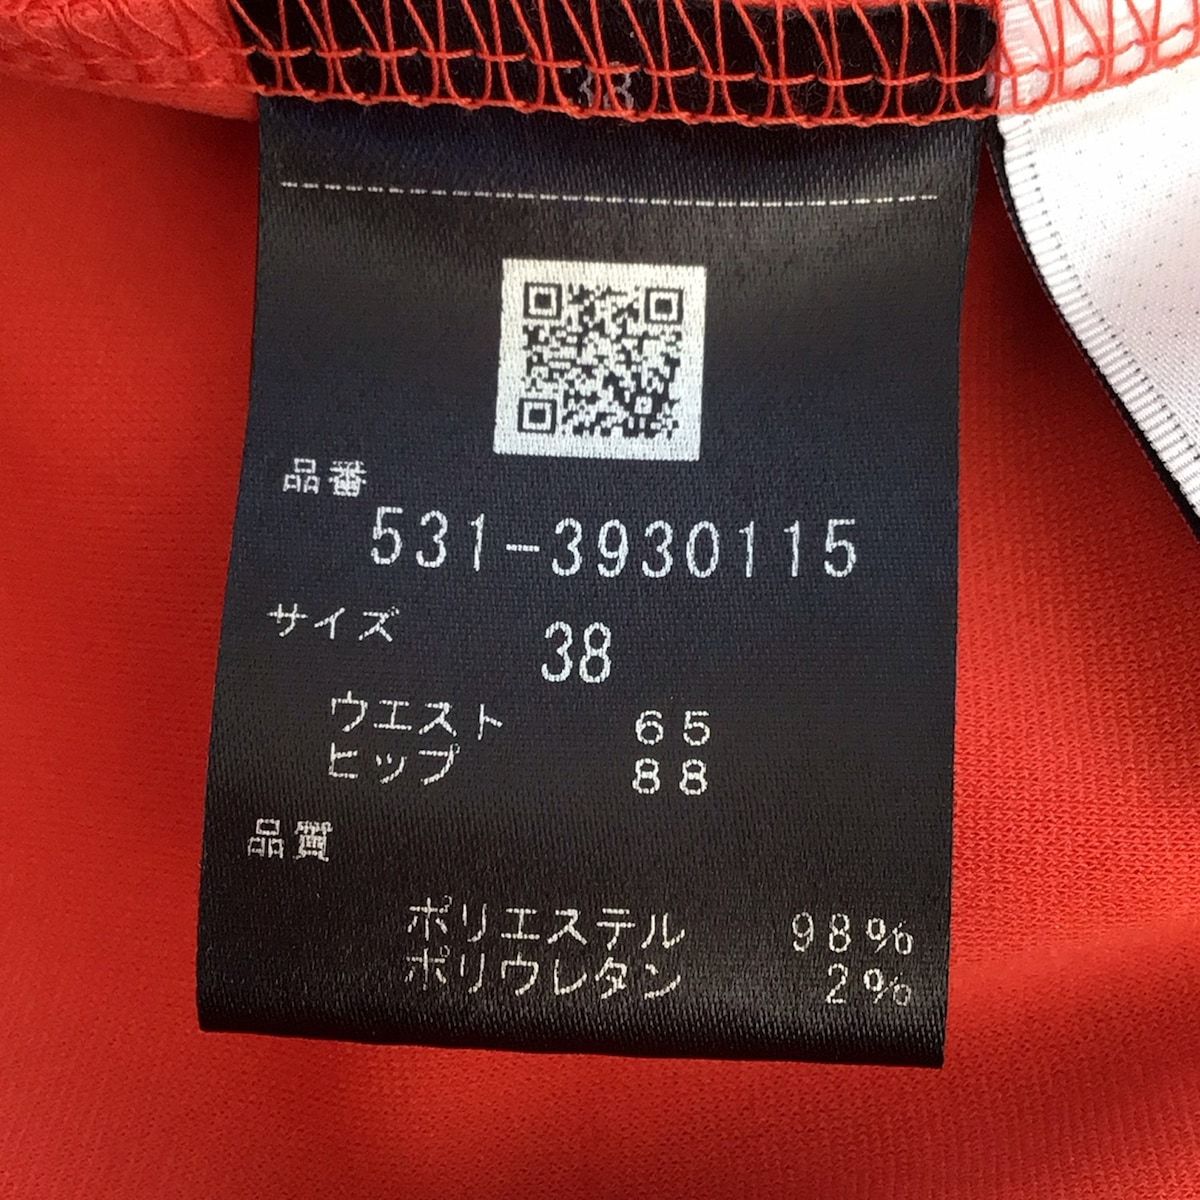 38
品番
531-3930115
サイズ 38
ウエスト 65
ヒップ 88
品質
ポリエステル 98%
ポリウレタン 2%